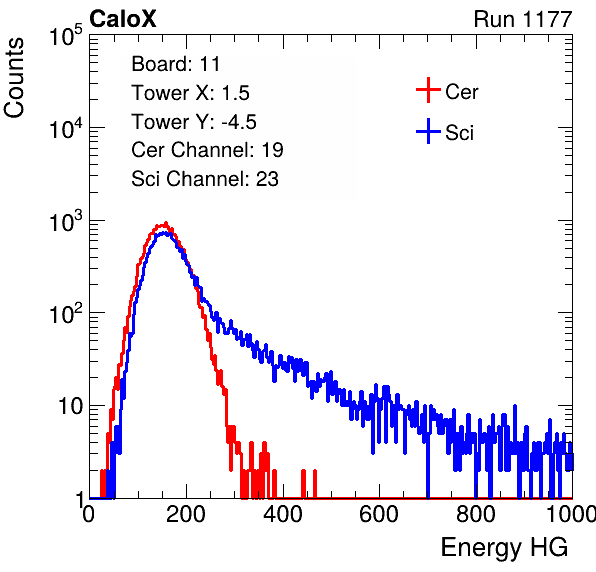 CaloX Run 1177
Counts
10^5
10^4
10^3
10^2
10
1
Board: 11
Tower X: 1.5
Tower Y: -4.5
Cer Channel: 19
Sci Channel: 23
Cer
Sci
0 200 400 600 800 1000
Energy HG